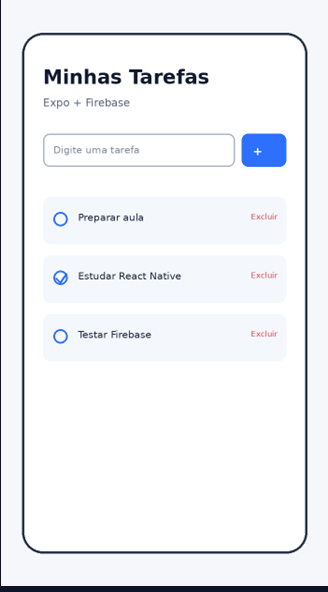 Minhas Tarefas
Expo + Firebase
Digite uma tarefa
+
Preparar aula
Excluir
Estudar React Native
Excluir
Testar Firebase
Excluir